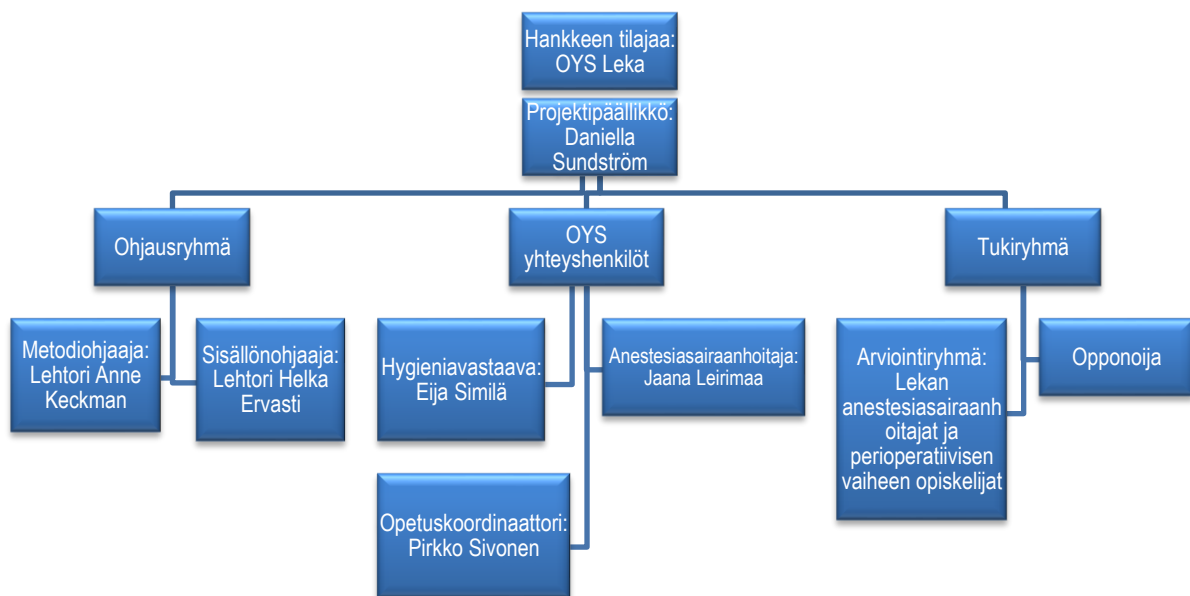 Hankkeen tilajaa:
OYS Leka
Projektipäällikkö:
Daniella
Sundström
Ohjausryhmä
OYS
yhteyshenkilöt
Tukiryhmä
Metodiohjaaja:
Lehtori Anne
Keckman
Sisällönohjaaja:
Lehtori Helka
Ervasti
Hygieniavastaava:
Eija Similä
Anestesiasairaanhoitaja:
Jaana Leirimaa
Arviointiryhmä:
Lekan
anestesiasairaanh
oitajat ja
perioperatiivisen
vaiheen opiskelijat
Opponoija
Opetuskoordinaattori:
Pirkko Sivonen